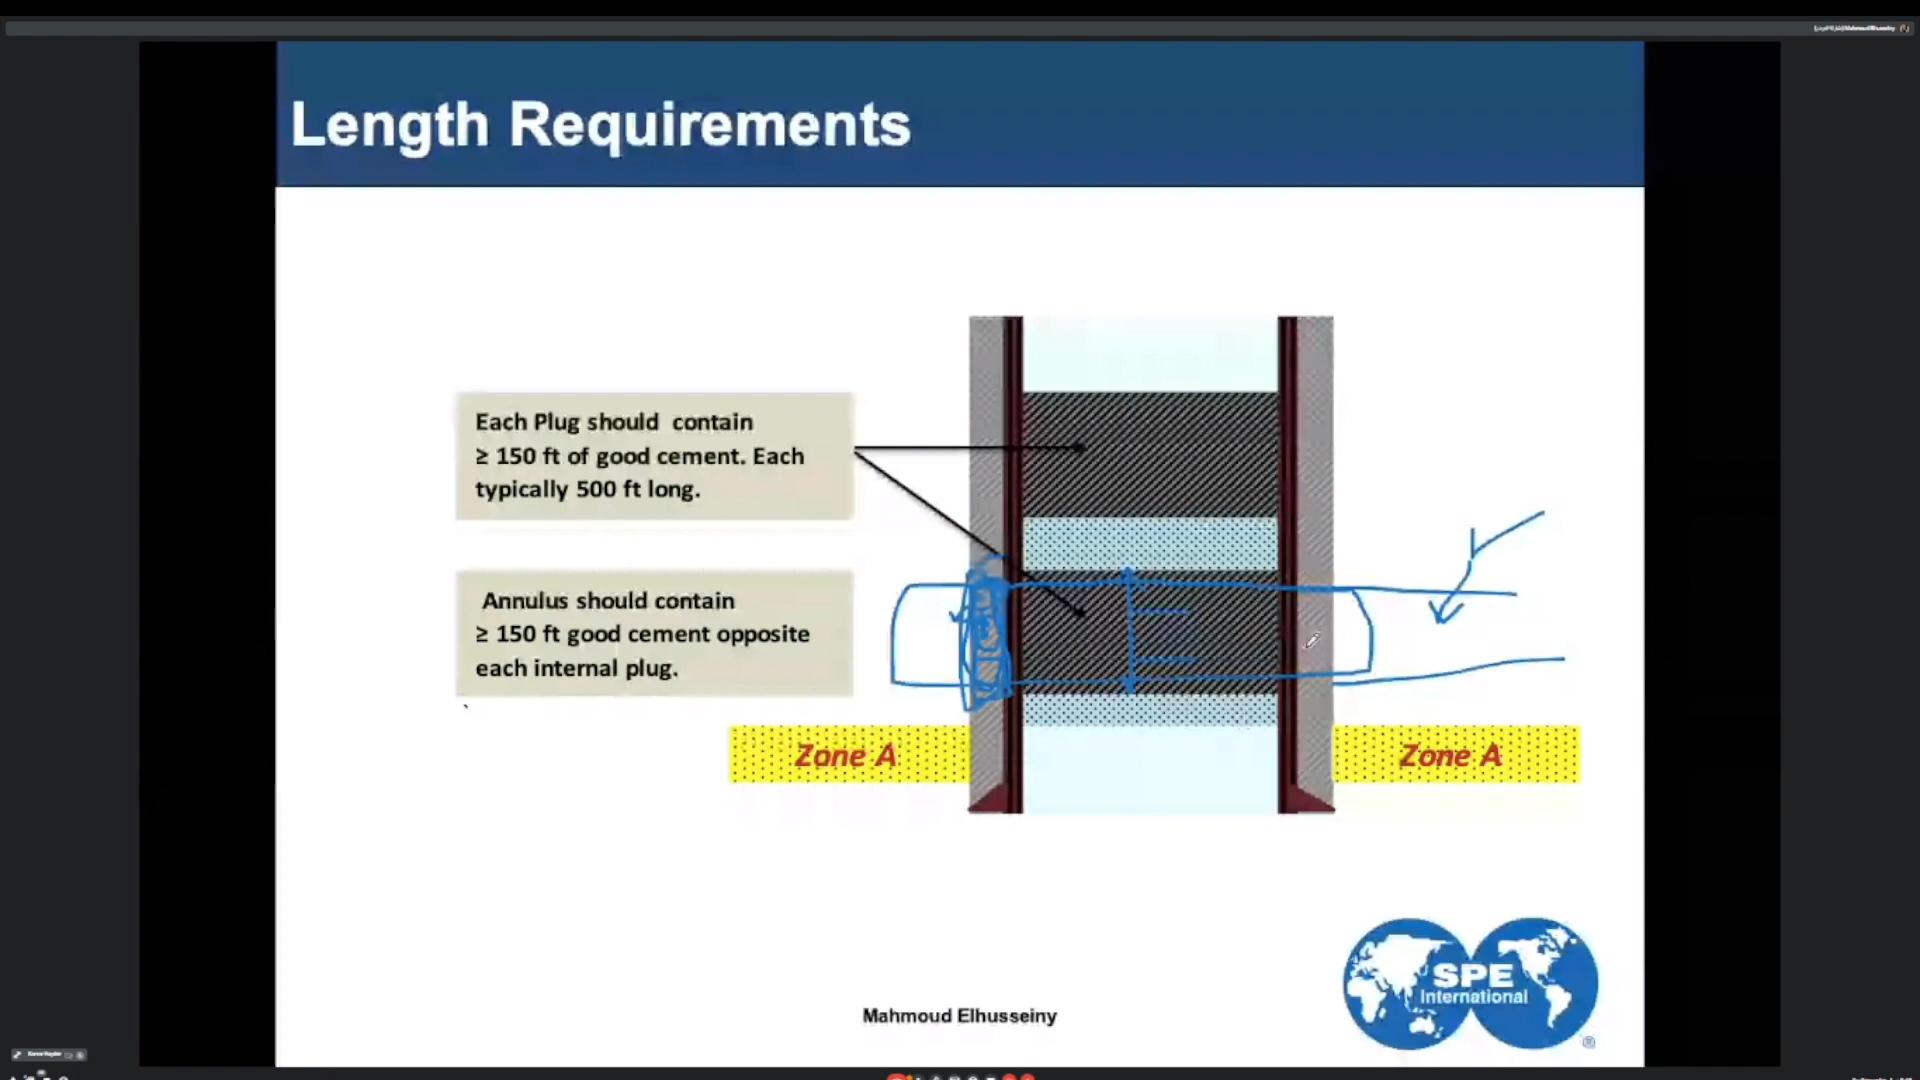 Length Requirements
Each Plug should contain
≥ 150 ft of good cement. Each
typically 500 ft long.
Annulus should contain
≥ 150 ft good cement opposite
each internal plug.
Zone A
Zone A
SPE
International
®
Mahmoud Elhusseiny